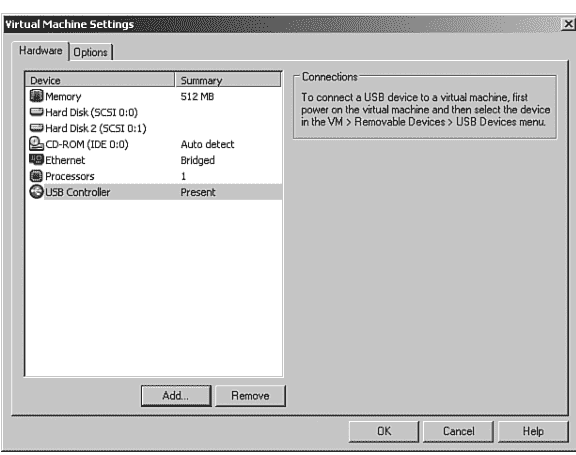 Virtual Machine Settings
Hardware Options
Device Summary
Memory 512 MB
Hard Disk (SCSI 0:0)
Hard Disk 2 (SCSI 0:1)
CD-ROM (IDE 0:0) Auto detect
Ethernet Bridged
Processors 1
USB Controller Present
Connections
To connect a USB device to a virtual machine, first
power on the virtual machine and then select the device
in the VM > Removable Devices > USB Devices menu.
Add... Remove
OK Cancel Help